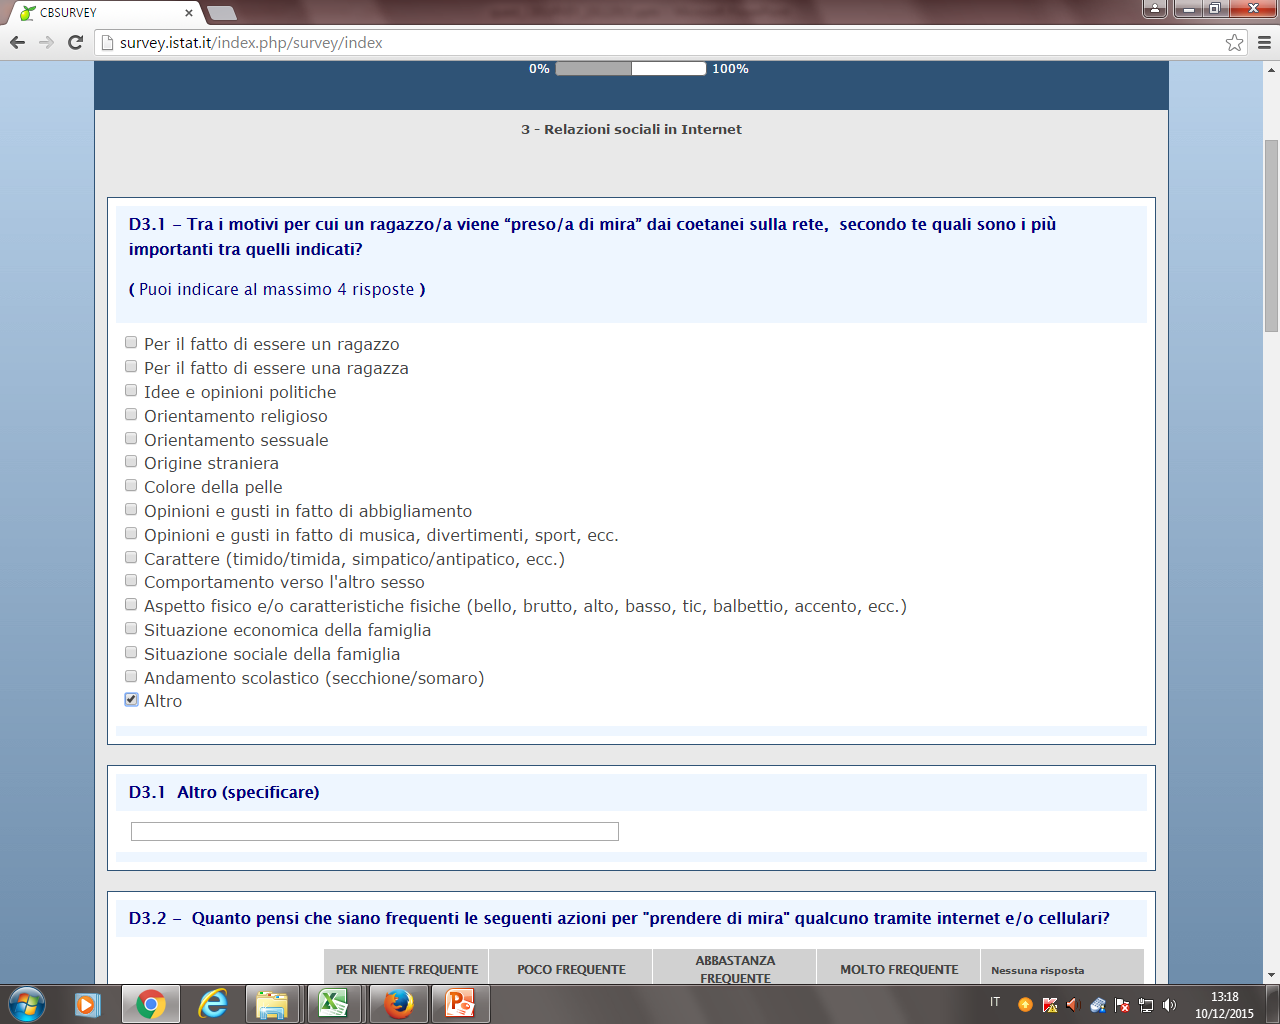 CBSURVEY
survey.istat.it/index.php/survey/index
0% 100%
3 - Relazioni sociali in Internet
D3.1 - Tra i motivi per cui un ragazzo/a viene “preso/a di mira” dai coetanei sulla rete, secondo te quali sono i più
importanti tra quelli indicati?
( Puoi indicare al massimo 4 risposte )
Per il fatto di essere un ragazzo
Per il fatto di essere una ragazza
Idee e opinioni politiche
Orientamento religioso
Orientamento sessuale
Origine straniera
Colore della pelle
Opinioni e gusti in fatto di abbigliamento
Opinioni e gusti in fatto di musica, divertimenti, sport, ecc.
Carattere (timido/timida, simpatico/antipatico, ecc.)
Comportamento verso l'altro sesso
Aspetto fisico e/o caratteristiche fisiche (bello, brutto, alto, basso, tic, balbettio, accento, ecc.)
Situazione economica della famiglia
Situazione sociale della famiglia
Andamento scolastico (secchione/somaro)
Altro
D3.1 Altro (specificare)
D3.2 - Quanto pensi che siano frequenti le seguenti azioni per "prendere di mira" qualcuno tramite internet e/o cellulari?
PER NIENTE FREQUENTE POCO FREQUENTE ABBASTANZA FREQUENTE MOLTO FREQUENTE Nessuna risposta
IT 13:18
10/12/2015